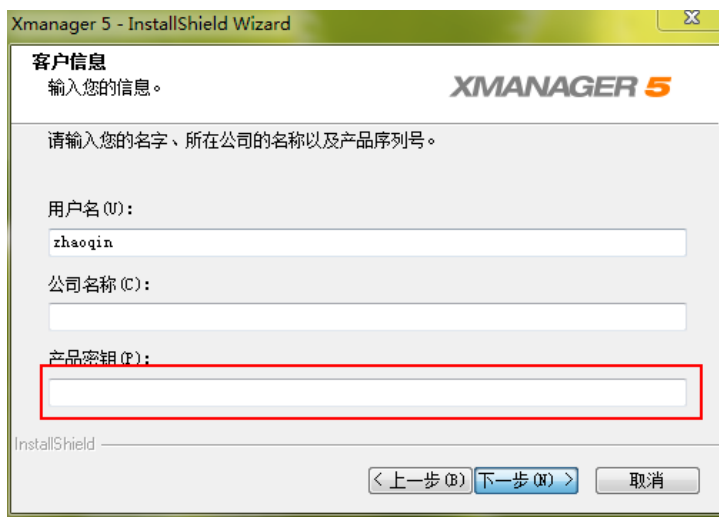 Xmanager 5 - InstallShield Wizard
客户信息
输入您的信息。
XMANAGER 5
请输入您的名字、所在公司的名称以及产品序列号。
用户名(U):
zhaoqin
公司名称(C):
产品密钥(P):
InstallShield
< 上一步(B) 下一步(N) > 取消